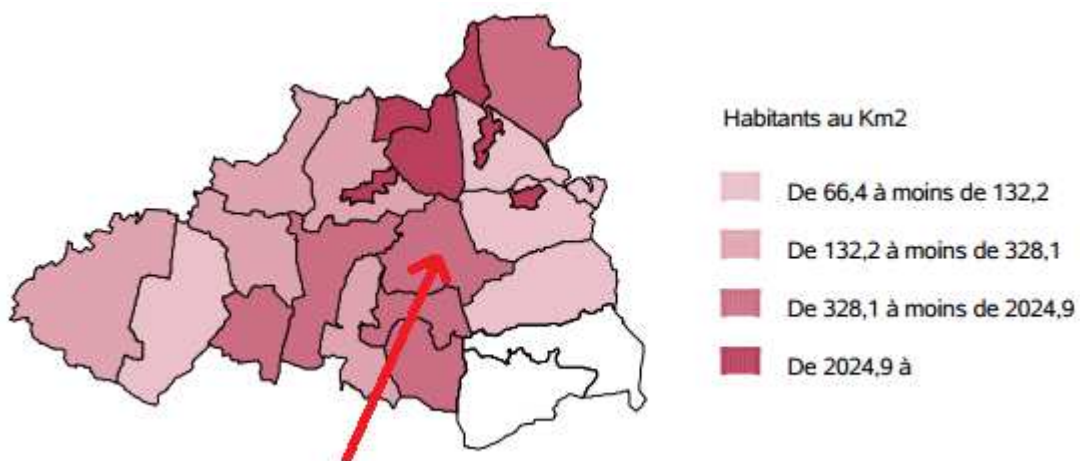 Habitants au Km2
De 66,4 à moins de 132,2
De 132,2 à moins de 328,1
De 328,1 à moins de 2024,9
De 2024,9 à